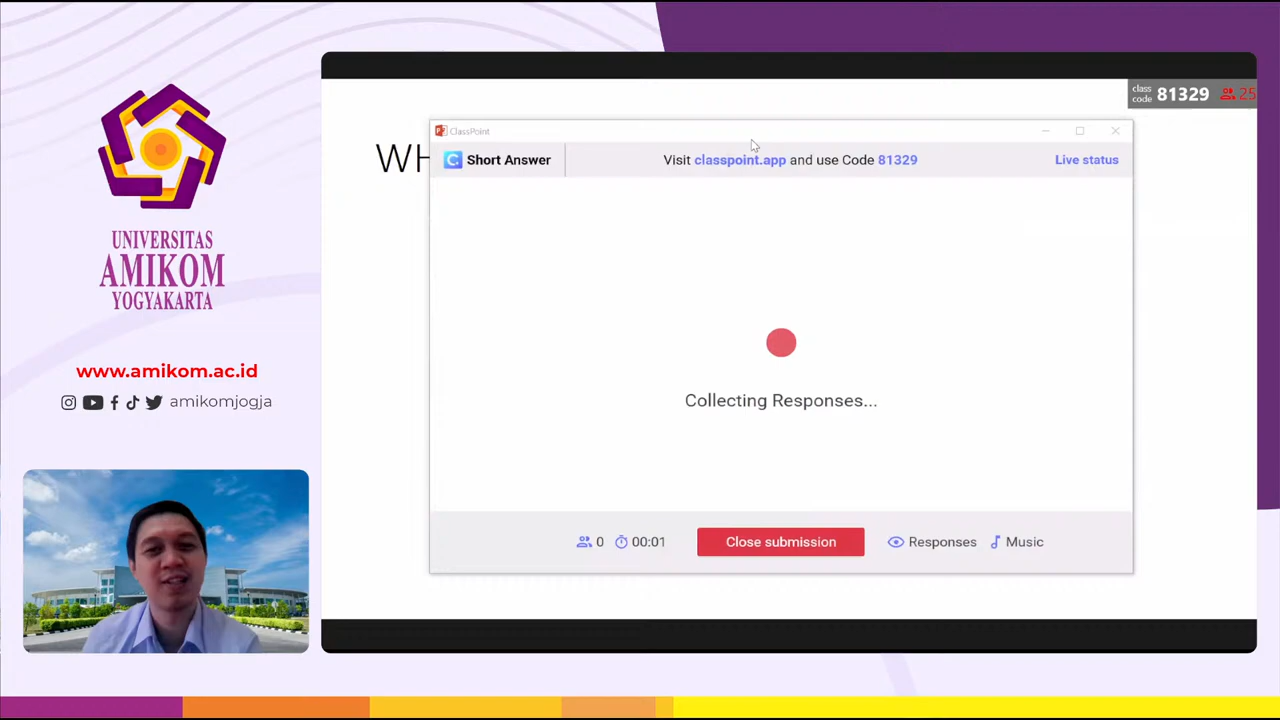 UNIVERSITAS
AMIKOM
YOGYAKARTA
www.amikom.ac.id
amikomjogja
class code 81329 25
WH
ClassPoint
Short Answer
Visit classpoint.app and use Code 81329
Live status
Collecting Responses...
0 00:01
Close submission
Responses
Music